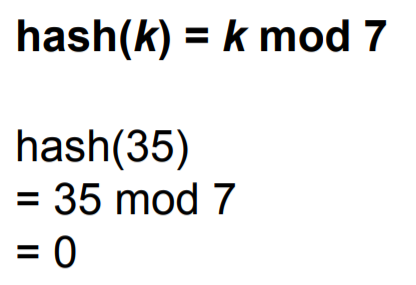 hash(k) = k mod 7
hash(35)
= 35 mod 7
= 0